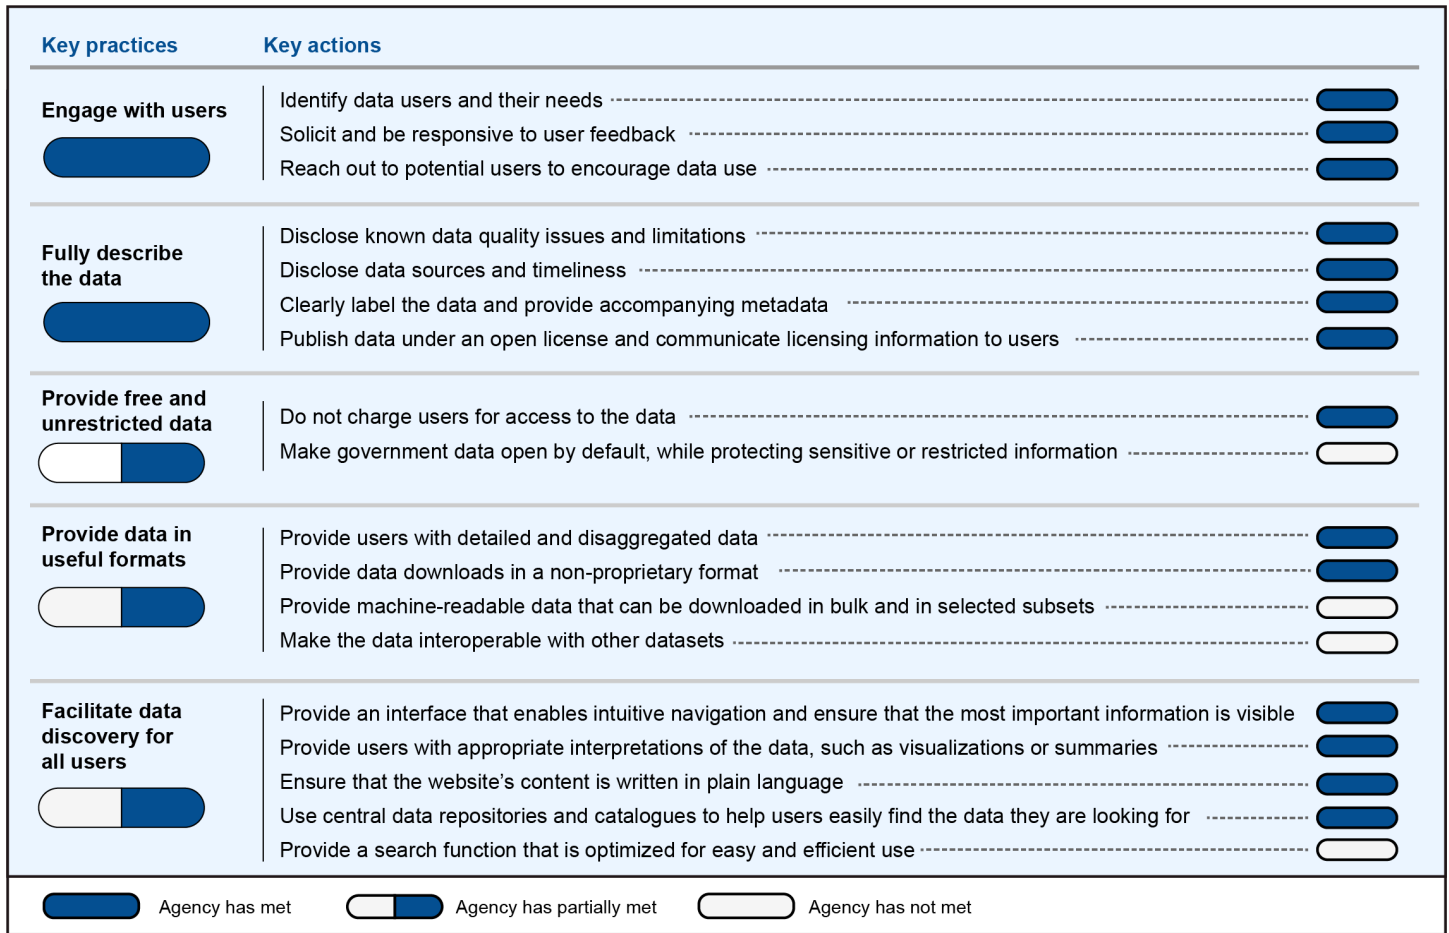 Key practices
Key actions
Engage with users
Identify data users and their needs
Solicit and be responsive to user feedback
Reach out to potential users to encourage data use
Fully describe
the data
Disclose known data quality issues and limitations
Disclose data sources and timeliness
Clearly label the data and provide accompanying metadata
Publish data under an open license and communicate licensing information to users
Provide free and
unrestricted data
Do not charge users for access to the data
Make government data open by default, while protecting sensitive or restricted information
Provide data in
useful formats
Provide users with detailed and disaggregated data
Provide data downloads in a non-proprietary format
Provide machine-readable data that can be downloaded in bulk and in selected subsets
Make the data interoperable with other datasets
Facilitate data
discovery for
all users
Provide an interface that enables intuitive navigation and ensure that the most important information is visible
Provide users with appropriate interpretations of the data, such as visualizations or summaries
Ensure that the website’s content is written in plain language
Use central data repositories and catalogues to help users easily find the data they are looking for
Provide a search function that is optimized for easy and efficient use
Agency has met
Agency has partially met
Agency has not met